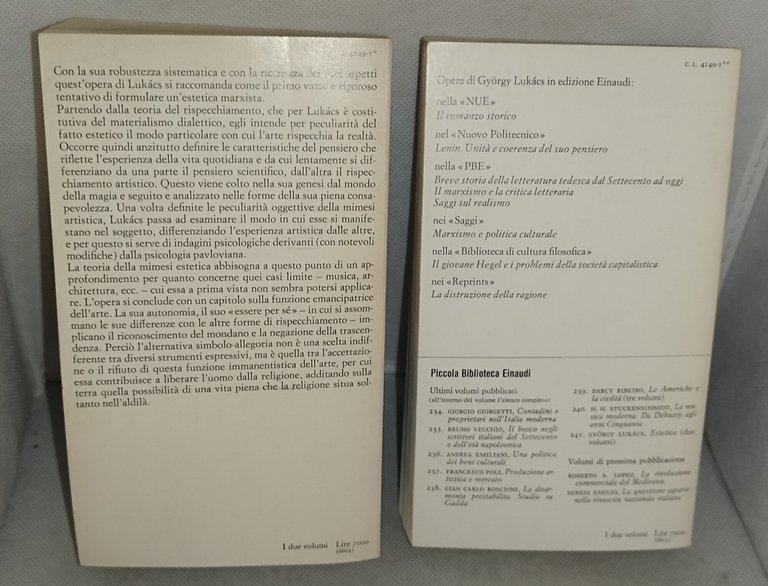 C. L. 4149-1*
Con la sua robustezza sistematica e con la ricchezza dei suoi aspetti
quest'opera di Lukács si raccomanda come il primo vasto e rigoroso
tentativo di formulare un'estetica marxista.
Partendo dalla teoria del rispecchiamento, che per Lukács è costi-
tutiva del materialismo dialettico, egli intende per peculiarità del
fatto estetico il modo particolare con cui l'arte rispecchia la realtà.
Occorre quindi anzitutto definire le caratteristiche del pensiero che
riflette l'esperienza della vita quotidiana e da cui lentamente si dif-
ferenziano da una parte il pensiero scientifico, dall'altra il rispec-
chiamento artistico. Questo viene colto nella sua genesi dal mondo
della magia e seguito e analizzato nelle forme della sua piena consa-
pevolezza. Una volta definite le peculiarità oggettive della mimesi
artistica, Lukács passa ad esaminare il modo in cui esse si manife-
stano nel soggetto, differenziando l'esperienza artistica dalle altre,
e per questo si serve di indagini psicologiche derivanti (con notevoli
modifiche) dalla psicologia pavloviana.
La teoria della mimesi estetica abbisogna a questo punto di un ap-
profondimento per quanto concerne quei casi limite – musica, ar-
chitettura, ecc. – cui essa a prima vista non sembra potersi applica-
re. L'opera si conclude con un capitolo sulla funzione emancipatrice
dell'arte. La sua autonomia, il suo «essere per sé» – in cui si assom-
mano le sue differenze con le altre forme di rispecchiamento – im-
plicano il riconoscimento del mondano e la negazione della trascen-
denza. Perciò l'alternativa simbolo-allegoria non è una scelta indif-
ferente tra diversi strumenti espressivi, ma è quella tra l'accettazio-
ne o il rifiuto di questa funzione immanentistica dell'arte, per cui
essa contribuisce a liberare l'uomo dalla religione, additando sulla
terra quella possibilità di una vita piena che la religione situa sol-
tanto nell'aldilà.
I due volumi Lire 7000
(6603)
C. L. 4149-1**
Opere di György Lukács in edizione Einaudi:
nella «NUE»
Il romanzo storico
nel «Nuovo Politecnico»
Lenin. Unità e coerenza del suo pensiero
nella «PBE»
Breve storia della letteratura tedesca dal Settecento ad oggi
Il marxismo e la critica letteraria
Saggi sul realismo
nei «Saggi»
Marxismo e politica culturale
nella «Biblioteca di cultura filosofica»
Il giovane Hegel e i problemi della società capitalistica
nei «Reprints»
La distruzione della ragione
Piccola Biblioteca Einaudi
Ultimi volumi pubblicati
(all'interno del volume l'elenco completo)
234. GIORGIO GIORGETTI, Contadini e
proprietari nell'Italia moderna
235. BRUNO VECCHIO, Il bosco negli
scrittori italiani del Settecento
e dell'età napoleonica
236. ANDREA EMILIANI, Una politica
dei beni culturali
237. FRANCESCO POLI, Produzione ar-
tistica e mercato
238. GIAN CARLO ROSCIONI, La disar-
monia prestabilita. Studio su
Gadda
239. DARCY RIBEIRO, Le Americhe e
la civiltà (tre volumi)
240. H. H. STUCKENSCHMIDT, La mu-
sica moderna. Da Debussy agli
anni Cinquanta
241. GYÖRGY LUKÁCS, Estetica (due
volumi)
Volumi di prossima pubblicazione
ROBERTO S. LOPEZ, La rivoluzione
commerciale del Medioevo
SERENI EMILIO, La questione agraria
nella rinascita nazionale italiana
I due volumi Lire 7000
(6603)